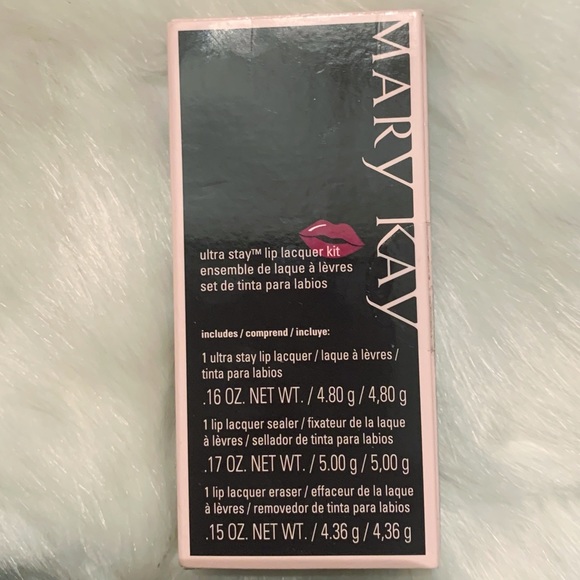 MARY KAY
ultra stay™ lip lacquer kit
ensemble de laque à lèvres
set de tinta para labios
includes / comprend / incluye:
1 ultra stay lip lacquer / laque à lèvres /
tinta para labios
.16 OZ. NET WT. / 4.80 g / 4,80 g
1 lip lacquer sealer / fixateur de la laque
à lèvres / sellador de tinta para labios
.17 OZ. NET WT. / 5.00 g / 5,00 g
1 lip lacquer eraser / effaceur de la laque
à lèvres / removedor de tinta para labios
.15 OZ. NET WT. / 4.36 g / 4,36 g